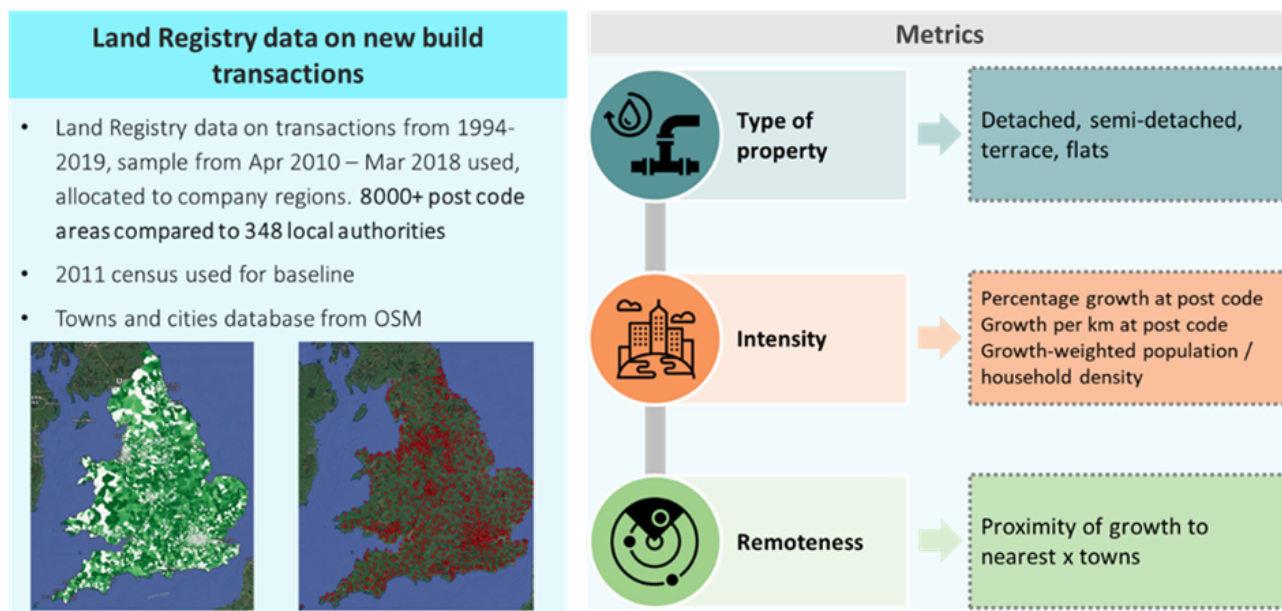 Land Registry data on new build
transactions
• Land Registry data on transactions from 1994-
2019, sample from Apr 2010 – Mar 2018 used,
allocated to company regions. 8000+ post code
areas compared to 348 local authorities
• 2011 census used for baseline
• Towns and cities database from OSM
Metrics
Type of
property
Detached, semi-detached,
terrace, flats
Intensity
Percentage growth at post code
Growth per km at post code
Growth-weighted population /
household density
Remoteness
Proximity of growth to
nearest x towns